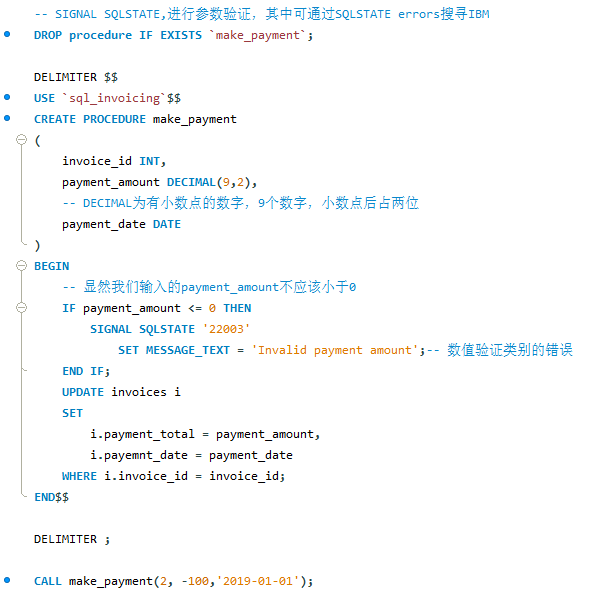 -- SIGNAL SQLSTATE,进行参数验证，其中可通过SQLSTATE errors搜寻IBM
DROP procedure IF EXISTS `make_payment`;
DELIMITER $$
USE `sql_invoicing`$$
CREATE PROCEDURE make_payment
(
invoice_id INT,
payment_amount DECIMAL(9,2),
-- DECIMAL为有小数点的数字，9个数字，小数点后占两位
payment_date DATE
)
BEGIN
-- 显然我们输入的payment_amount不应该小于0
IF payment_amount <= 0 THEN
SIGNAL SQLSTATE '22003'
SET MESSAGE_TEXT = 'Invalid payment amount';-- 数值验证类别的错误
END IF;
UPDATE invoices i
SET
i.payment_total = payment_amount,
i.payemnt_date = payment_date
WHERE i.invoice_id = invoice_id;
END$$
DELIMITER ;
CALL make_payment(2, -100,'2019-01-01');